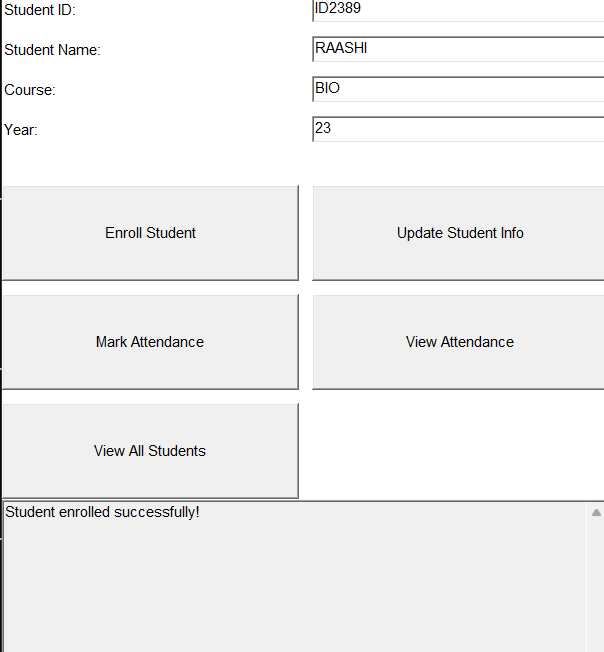 Student ID: ID2389
Student Name: RAASHI
Course: BIO
Year: 23
Enroll Student Update Student Info
Mark Attendance View Attendance
View All Students
Student enrolled successfully!